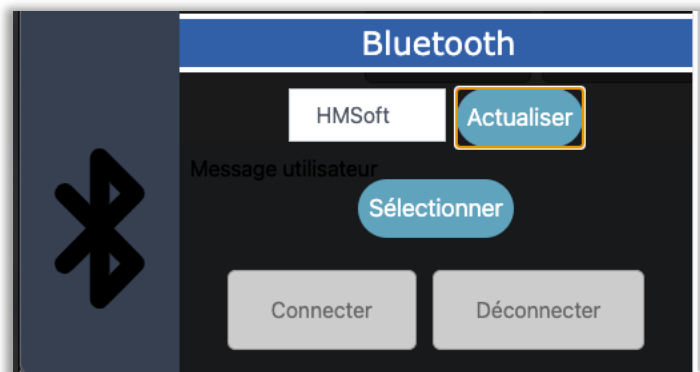 Bluetooth
HMSoft Actualiser
Message utilisateur
Sélectionner
Connecter Déconnecter